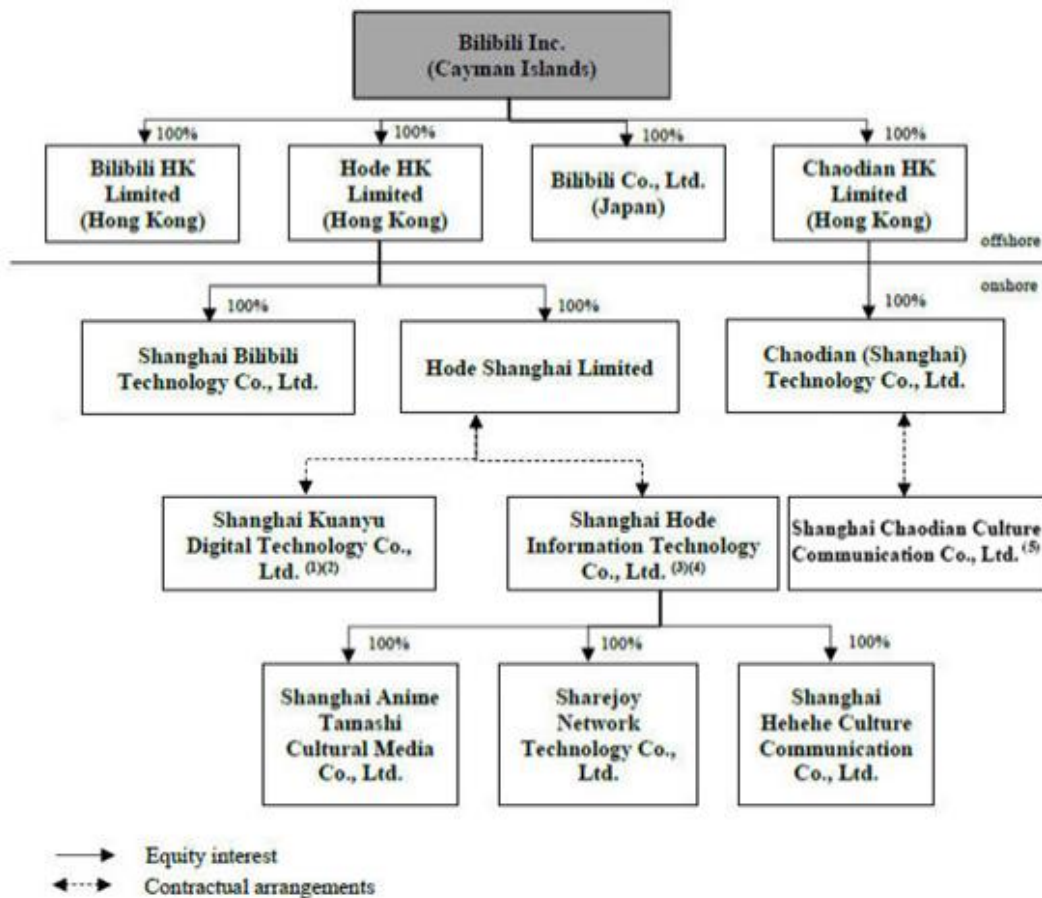 Bilibili Inc.
(Cayman Islands)
100%
100%
100%
100%
Bilibili HK
Limited
(Hong Kong)
Hode HK
Limited
(Hong Kong)
Bilibili Co., Ltd.
(Japan)
Chaodian HK
Limited
(Hong Kong)
offshore
onshore
100%
100%
100%
Shanghai Bilibili
Technology Co., Ltd.
Hode Shanghai Limited
Chaodian (Shanghai)
Technology Co., Ltd.
Shanghai Kuanyu
Digital Technology Co.,
Ltd. (1)(2)
Shanghai Hode
Information Technology
Co., Ltd. (3)(4)
Shanghai Chaodian Culture
Communication Co., Ltd. (5)
100%
100%
100%
Shanghai Anime
Tamashi
Cultural Media
Co., Ltd.
Sharejoy
Network
Technology Co.,
Ltd.
Shanghai
Hehehe Culture
Communication
Co., Ltd.
Equity interest
Contractual arrangements